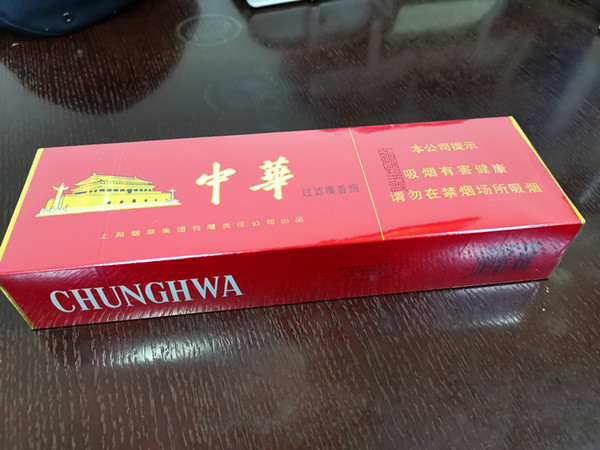 中華
过滤嘴香烟
上海烟草集团有限责任公司出品
本公司提示
吸烟有害健康
请勿在禁烟场所吸烟
CHUNGHWA